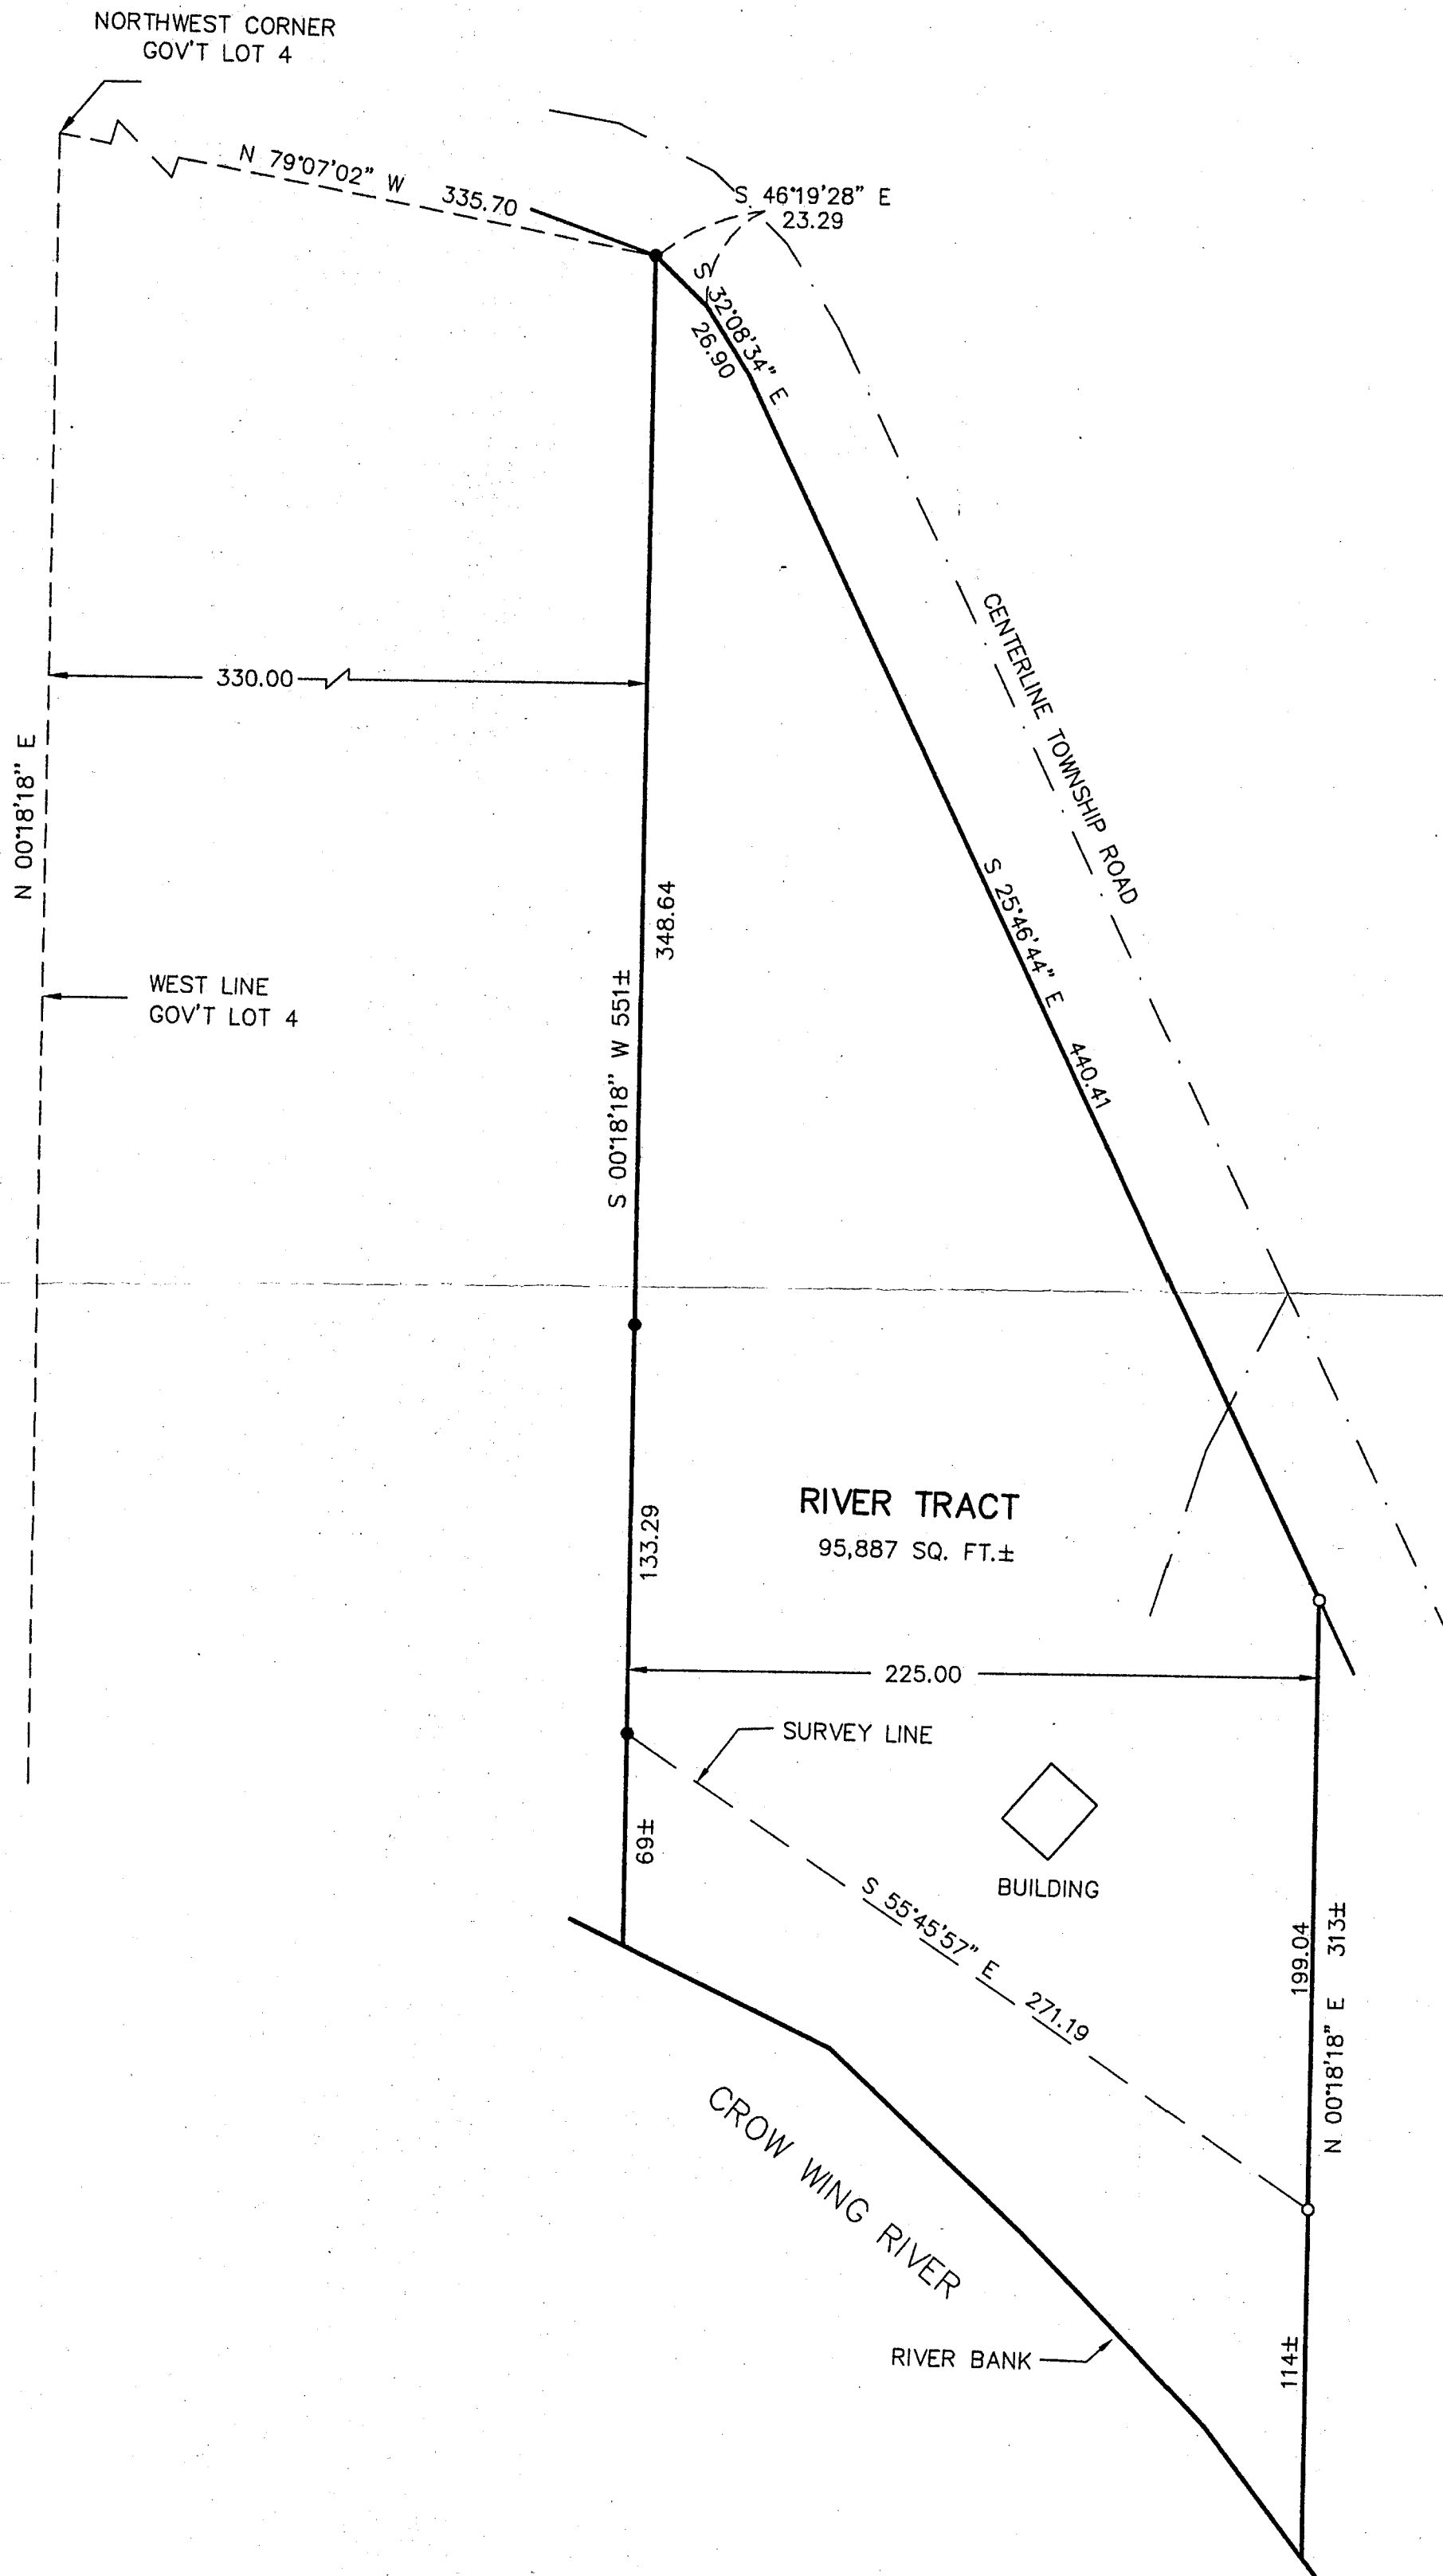 NORTHWEST CORNER
GOV'T LOT 4
N 79°07'02" W 335.70
S 46°19'28" E
23.29
S 32°08'34" E
26.90
330.00
CENTERLINE TOWNSHIP ROAD
N 00°18'18" E
348.64
S 25°46'44" E 440.41
WEST LINE
GOV'T LOT 4
S 00°18'18" W 551±
RIVER TRACT
95,887 SQ. FT.±
133.29
225.00
SURVEY LINE
69±
BUILDING
S 55°45'57" E 271.19
199.04
N 00°18'18" E 313±
CROW WING RIVER
RIVER BANK
114±